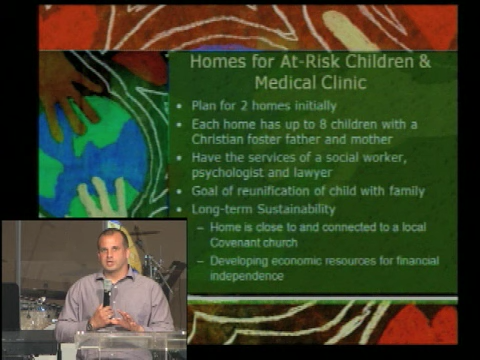 Homes for At-Risk Children &
Medical Clinic
• Plan for 2 homes initially
• Each home has up to 8 children with a
Christian foster father and mother
• Have the services of a social worker,
psychologist and lawyer
• Goal of reunification of child with family
• Long-term Sustainability
– Home is close to and connected to a local
Covenant church
– Developing economic resources for financial
independence